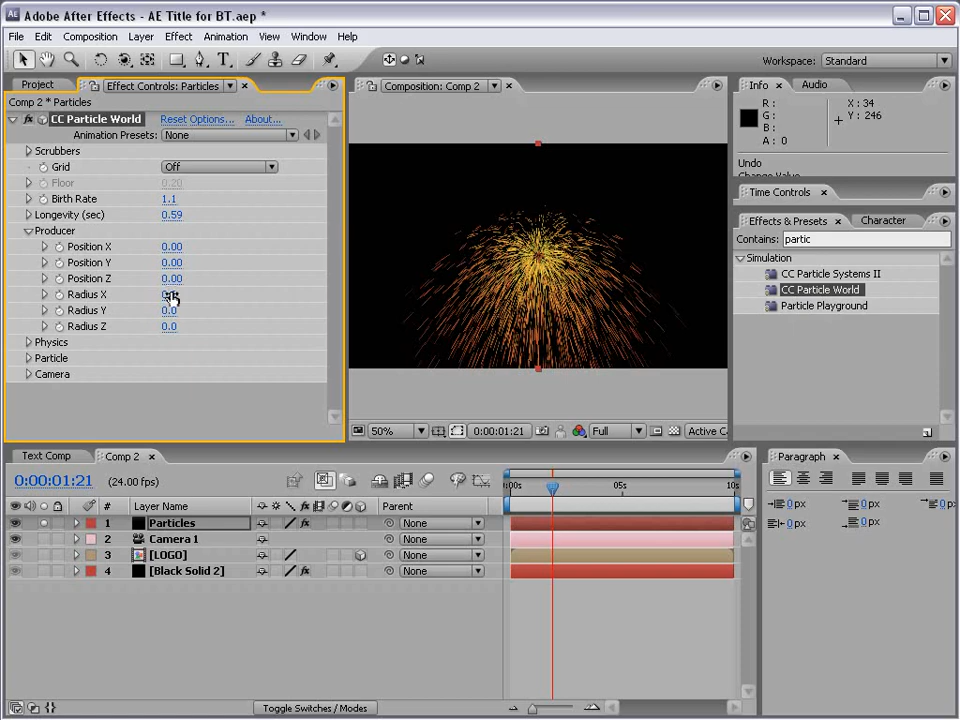 Adobe After Effects - AE Title for BT.aep *
File Edit Composition Layer Effect Animation View Window Help
Workspace: Standard
Project Effect Controls: Particles
Comp 2 * Particles
CC Particle World Reset Options... About...
Animation Presets: None
Scrubbers
Grid Off
Floor 0.20
Birth Rate 1.1
Longevity (sec) 0.59
Producer
Position X 0.00
Position Y 0.00
Position Z 0.00
Radius X
Radius Y 0.0
Radius Z 0.0
Physics
Particle
Camera
Composition: Comp 2
50% 0:00:01:21 Full Active C
Info Audio
R: X: 34
G: Y: 246
B:
A: 0
Undo
Change Value
Time Controls
Effects & Presets Character
Contains: partic
Simulation
CC Particle Systems II
CC Particle World
Particle Playground
Text Comp Comp 2
0:00:01:21 (24.00 fps)
# Layer Name Parent
:00s 05s 10s
1 Particles None
2 Camera 1 None
3 [LOGO] None
4 [Black Solid 2] None
Toggle Switches / Modes
Paragraph
0 px 0 px 0 px
0 px 0 px